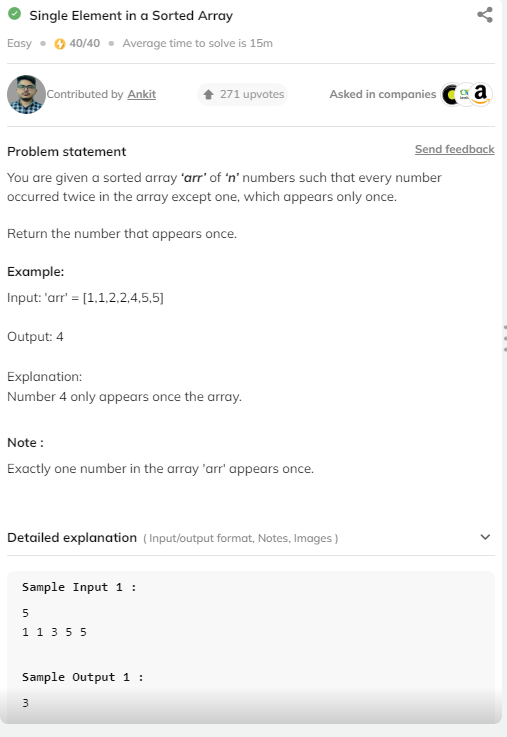 Single Element in a Sorted Array
Easy 40/40 Average time to solve is 15m
Contributed by Ankit 271 upvotes Asked in companies
Problem statement Send feedback
You are given a sorted array ‘arr’ of ‘n’ numbers such that every number
occurred twice in the array except one, which appears only once.
Return the number that appears once.
Example:
Input: 'arr' = [1,1,2,2,4,5,5]
Output: 4
Explanation:
Number 4 only appears once the array.
Note :
Exactly one number in the array 'arr' appears once.
Detailed explanation ( Input/output format, Notes, Images )
Sample Input 1 :
5
1 1 3 5 5
Sample Output 1 :
3